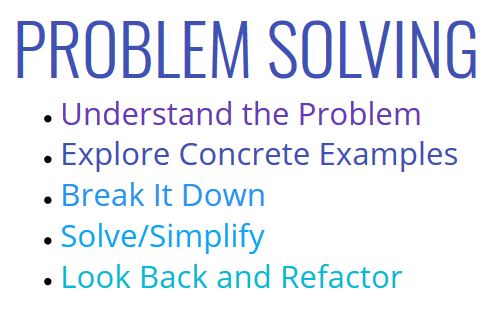 PROBLEM SOLVING
• Understand the Problem
• Explore Concrete Examples
• Break It Down
• Solve/Simplify
• Look Back and Refactor